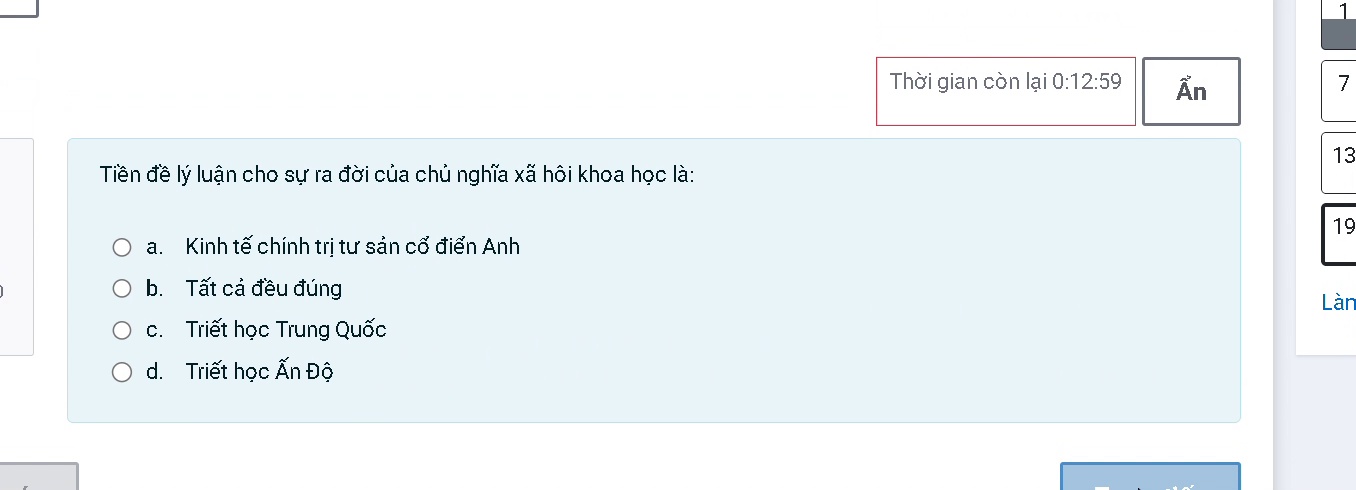 1
Thời gian còn lại 0:12:59
Ẩn
7
Tiền đề lý luận cho sự ra đời của chủ nghĩa xã hôi khoa học là:
13
a. Kinh tế chính trị tư sản cổ điển Anh
19
b. Tất cả đều đúng
c. Triết học Trung Quốc
d. Triết học Ấn Độ